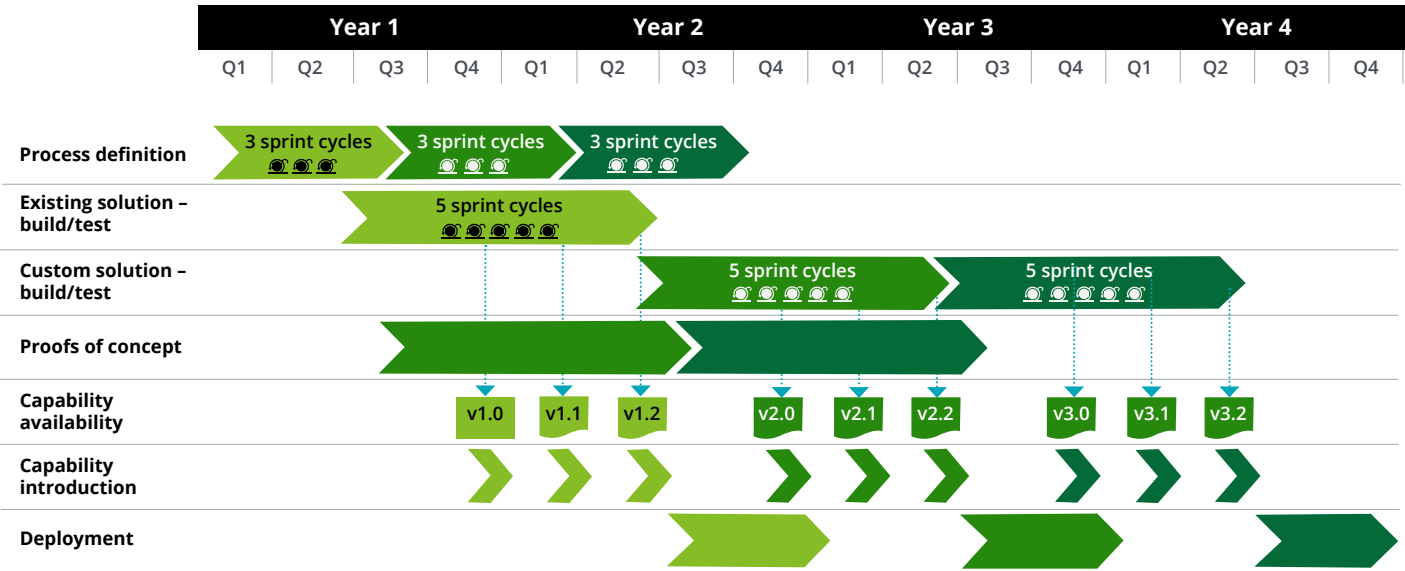 Year 1 Year 2 Year 3 Year 4
Q1 Q2 Q3 Q4 Q1 Q2 Q3 Q4 Q1 Q2 Q3 Q4 Q1 Q2 Q3 Q4
Process definition
3 sprint cycles 3 sprint cycles 3 sprint cycles
Existing solution –
build/test
5 sprint cycles
Custom solution –
build/test
5 sprint cycles 5 sprint cycles
Proofs of concept
Capability
availability
v1.0 v1.1 v1.2 v2.0 v2.1 v2.2 v3.0 v3.1 v3.2
Capability
introduction
Deployment